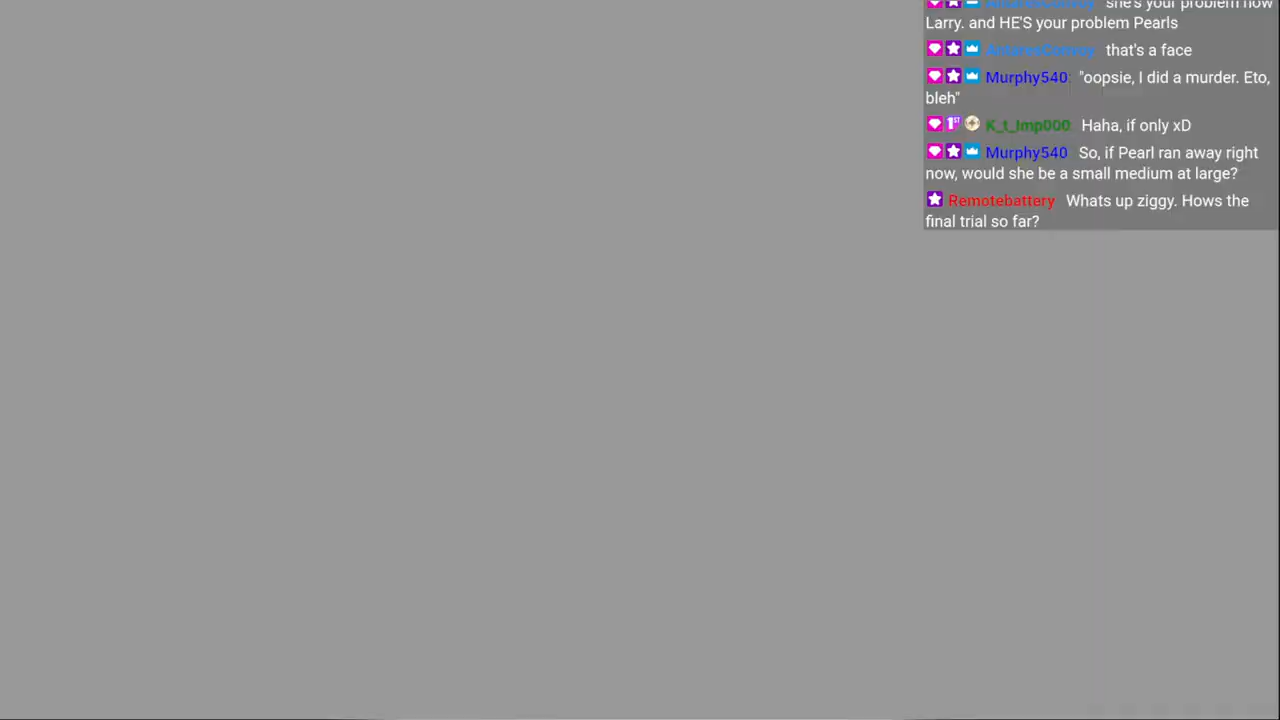 she's your problem now
Larry. and HE'S your problem Pearls
that's a face
Murphy540: "oopsie, I did a murder. Eto,
bleh"
K_t_Imp000: Haha, if only xD
Murphy540 So, if Pearl ran away right
now, would she be a small medium at large?
Remotebattery Whats up ziggy. Hows the
final trial so far?